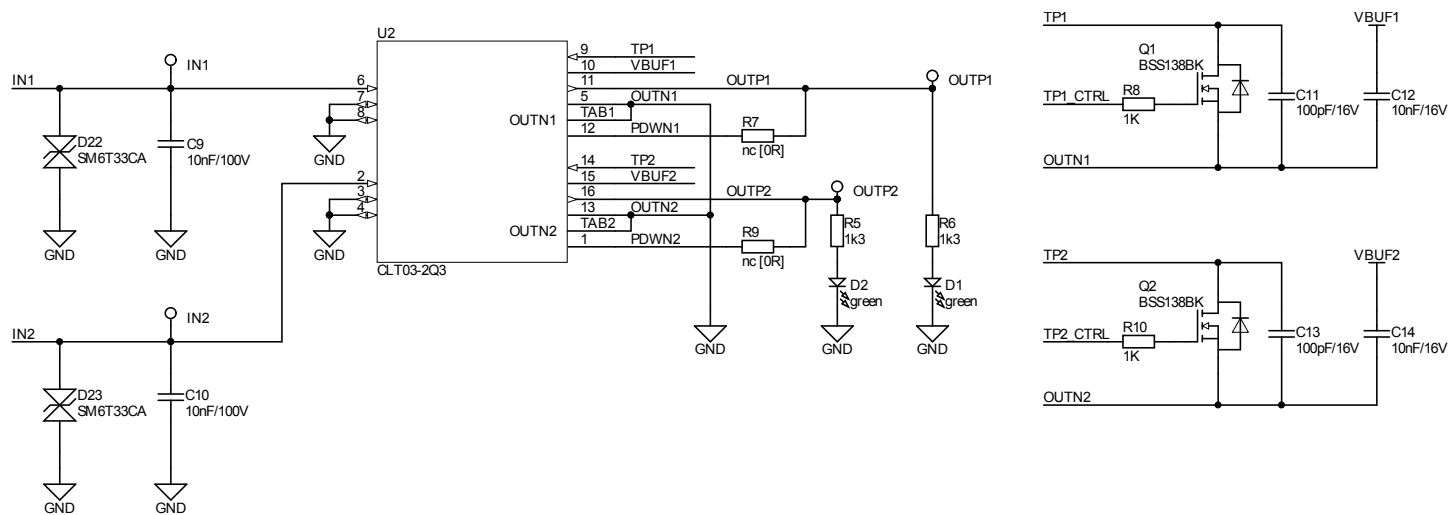 U2
IN1
IN1
D22
SM6T33CA
C9
10nF/100V
GND
GND
6
7
8
GND
2
3
4
GND
OUTN1
OUTN2
CLT03-2Q3
9 TP1
10 VBUF1
11 OUTP1
5 OUTN1
TAB1
12 PDWN1
14 TP2
15 VBUF2
16 OUTP2
13 OUTN2
TAB2
1 PDWN2
R7
nc [0R]
R9
nc [0R]
OUTP1
OUTP2
R5
1k3
R6
1k3
D2
green
D1
green
GND
GND
GND
IN2
IN2
D23
SM6T33CA
C10
10nF/100V
GND
GND
TP1
VBUF1
Q1
BSS138BK
TP1_CTRL
R8
1K
C11
100pF/16V
C12
10nF/16V
OUTN1
TP2
VBUF2
Q2
BSS138BK
TP2_CTRL
R10
1K
C13
100pF/16V
C14
10nF/16V
OUTN2